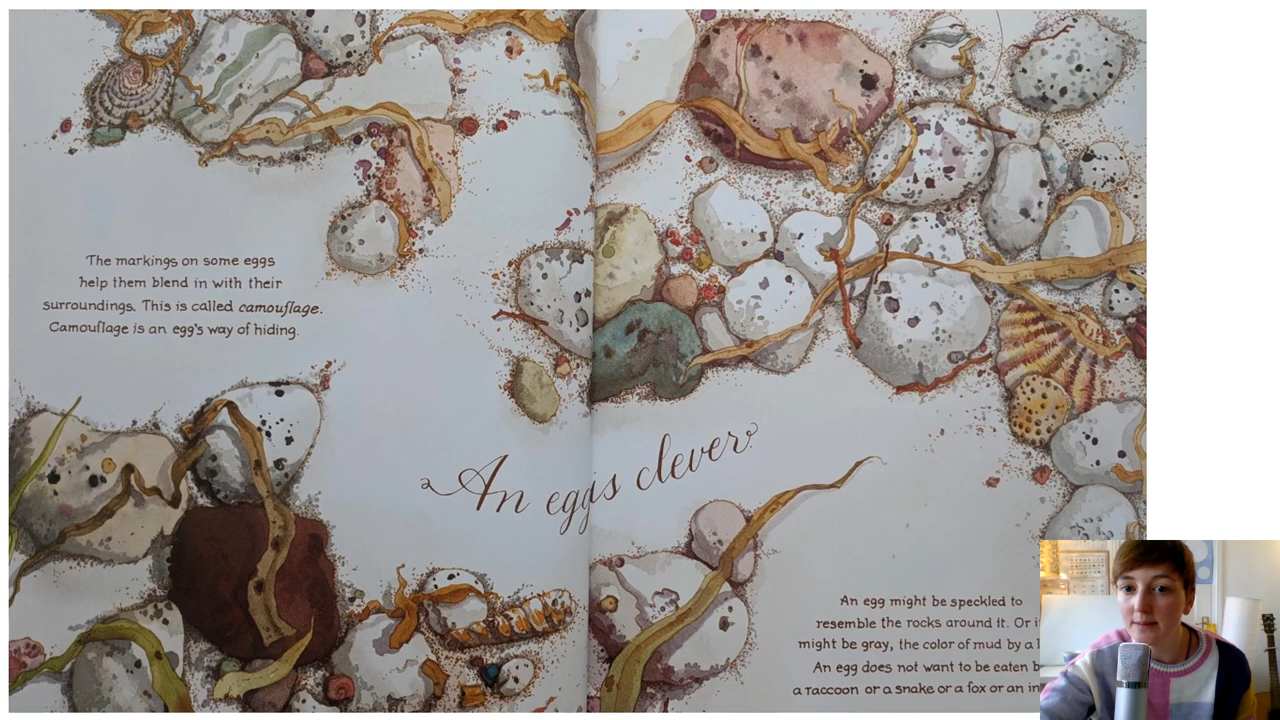 The markings on some eggs
help them blend in with their
surroundings. This is called camouflage.
Camouflage is an egg's way of hiding.
An egg is clever.
An egg might be speckled to
resemble the rocks around it. Or
might be gray, the color of mud by a
An egg does not want to be eaten
a raccoon or a snake or a fox or an